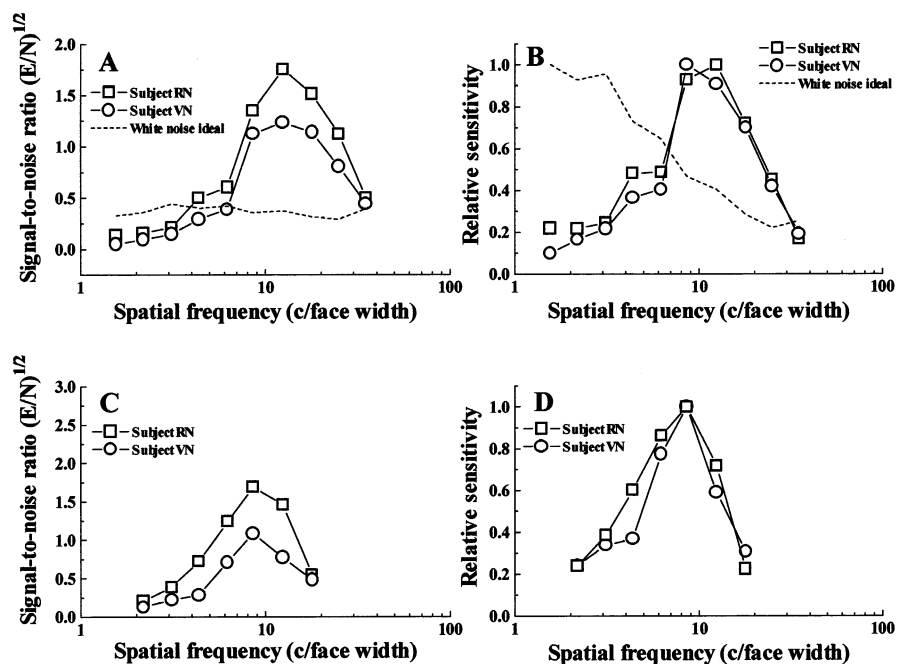 A
Signal-to-noise ratio (E/N)1/2
2.0
1.5
1.0
0.5
0.0
Subject RN
Subject VN
White noise ideal
1
10
100
Spatial frequency (c/face width)
B
Relative sensitivity
1.0
0.8
0.6
0.4
0.2
0.0
Subject RN
Subject VN
White noise ideal
1
10
100
Spatial frequency (c/face width)
C
Signal-to-noise ratio (E/N)1/2
3.0
2.5
2.0
1.5
1.0
0.5
0.0
Subject RN
Subject VN
1
10
100
Spatial frequency (c/face width)
D
Relative sensitivity
1.0
0.8
0.6
0.4
0.2
0.0
Subject RN
Subject VN
1
10
100
Spatial frequency (c/face width)